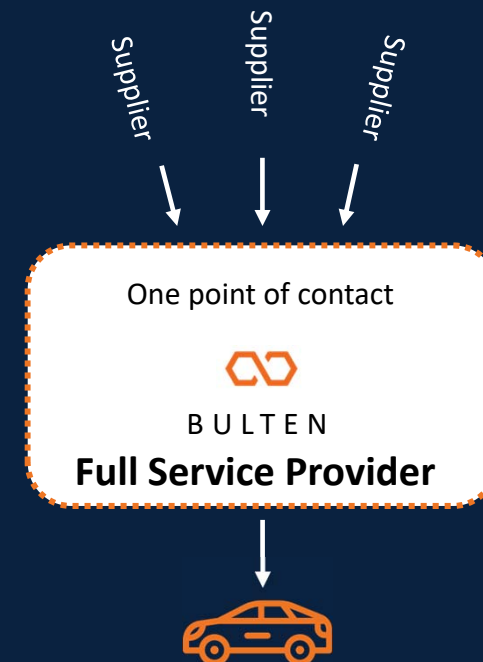 Supplier
Supplier
Supplier
One point of contact
BULTEN
Full Service Provider